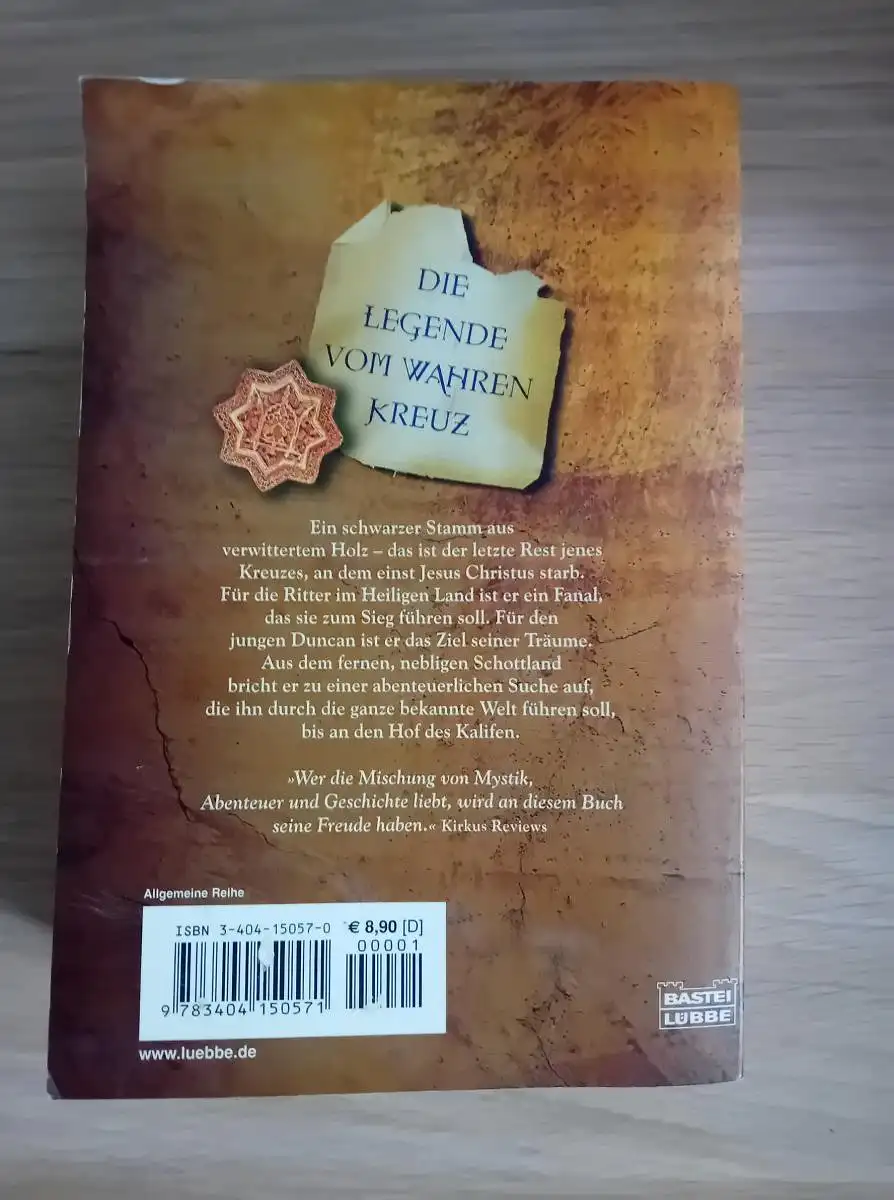 DIE
LEGENDE
VOM WAHREN
KREUZ
Ein schwarzer Stamm aus
verwittertem Holz – das ist der letzte Rest jenes
Kreuzes, an dem einst Jesus Christus starb.
Für die Ritter im Heiligen Land ist er ein Fanal,
das sie zum Sieg führen soll. Für den
jungen Duncan ist er das Ziel seiner Träume.
Aus dem fernen, nebligen Schottland
bricht er zu einer abenteuerlichen Suche auf,
die ihn durch die ganze bekannte Welt führen soll,
bis an den Hof des Kalifen.
»Wer die Mischung von Mystik,
Abenteuer und Geschichte liebt, wird an diesem Buch
seine Freude haben.« Kirkus Reviews
Allgemeine Reihe
ISBN 3-404-15057-0 € 8,90 [D]
00001
9 783404 150571
www.luebbe.de
BASTEI
LÜBBE